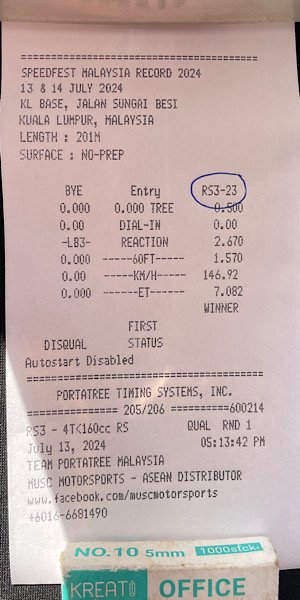 SPEEDFEST MALAYSIA RECORD 2024
13 & 14 JULY 2024
KL BASE, JALAN SUNGAI BESI
KUALA LUMPUR, MALAYSIA
LENGTH : 201M
SURFACE : NO-PREP
BYE Entry RS3-23
0.000 0.000 TREE 0.500
0.00 DIAL-IN 0.00
-LB3- REACTION 2.670
0.000 ------60FT----- 1.570
0.00 ------KM/H----- 146.92
0.000 ------ET----- 7.082
WINNER
FIRST
DISQUAL STATUS
Autostart Disabled
PORTATREE TIMING SYSTEMS, INC.
========== 205/206 ==========600214
RS3 - 4T<160cc RS QUAL RND 1
July 13, 2024 05:13:42 PM
TEAM PORTATREE MALAYSIA
MUSC MOTORSPORTS - ASEAN DISTRIBUTOR
www.facebook.com/muscmotorsports
+6016-6681490
NO.10 5mm 1000stcki
KREATO OFFICE